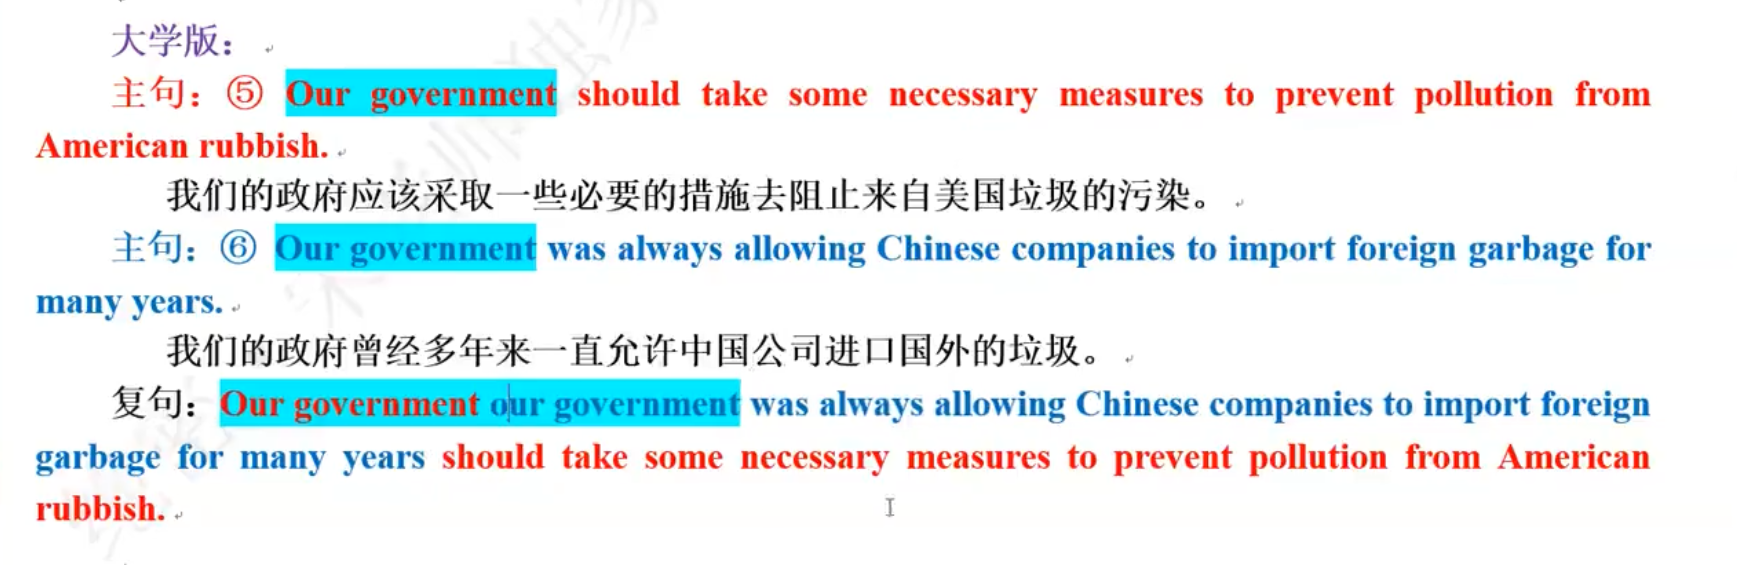 大学版：
主句：⑤ Our government should take some necessary measures to prevent pollution from
American rubbish.
我们的政府应该采取一些必要的措施去阻止来自美国垃圾的污染。
主句：⑥ Our government was always allowing Chinese companies to import foreign garbage for
many years.
我们的政府曾经多年来一直允许中国公司进口国外的垃圾。
复句：Our government our government was always allowing Chinese companies to import foreign
garbage for many years should take some necessary measures to prevent pollution from American
rubbish.